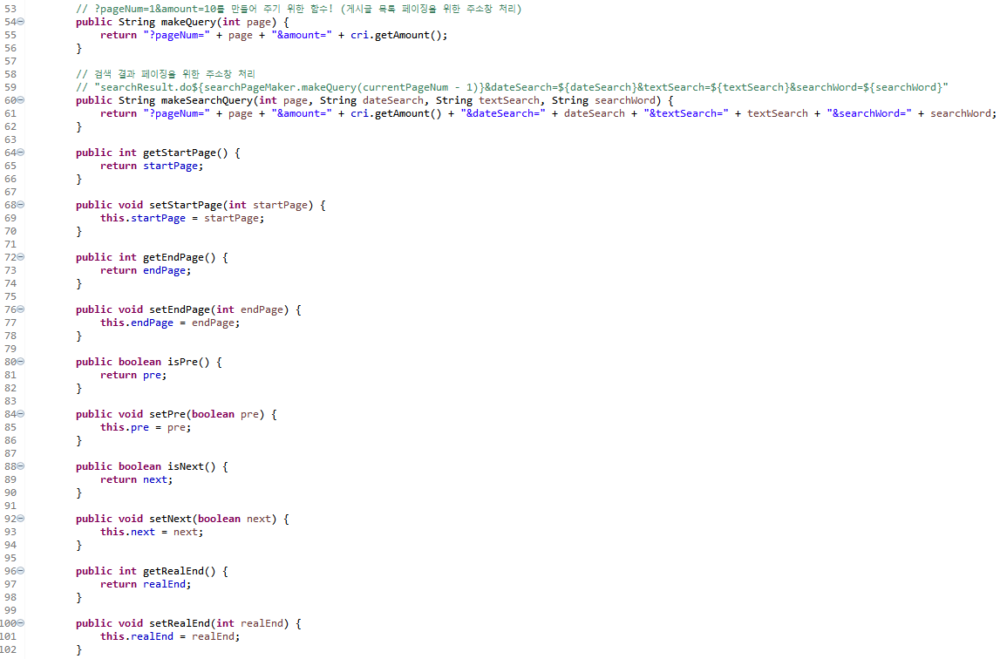 53 // ?pageNum=1&amount=10를 만들어 주기 위한 함수! (게시글 목록 페이징을 위한 주소창 처리)
54 public String makeQuery(int page) {
55 return "?pageNum=" + page + "&amount=" + cri.getAmount();
56 }
57
58 // 검색 결과 페이징을 위한 주소창 처리
59 // "searchResult.do${searchPageMaker.makeQuery(currentPageNum - 1)}&dateSearch=${dateSearch}&textSearch=${textSearch}&searchWord=${searchWord}"
60 public String makeSearchQuery(int page, String dateSearch, String textSearch, String searchWord) {
61 return "?pageNum=" + page + "&amount=" + cri.getAmount() + "&dateSearch=" + dateSearch + "&textSearch=" + textSearch + "&searchWord=" + searchWord;
62 }
63
64 public int getStartPage() {
65 return startPage;
66 }
67
68 public void setStartPage(int startPage) {
69 this.startPage = startPage;
70 }
71
72 public int getEndPage() {
73 return endPage;
74 }
75
76 public void setEndPage(int endPage) {
77 this.endPage = endPage;
78 }
79
80 public boolean isPre() {
81 return pre;
82 }
83
84 public void setPre(boolean pre) {
85 this.pre = pre;
86 }
87
88 public boolean isNext() {
89 return next;
90 }
91
92 public void setNext(boolean next) {
93 this.next = next;
94 }
95
96 public int getRealEnd() {
97 return realEnd;
98 }
99
100 public void setRealEnd(int realEnd) {
101 this.realEnd = realEnd;
102 }